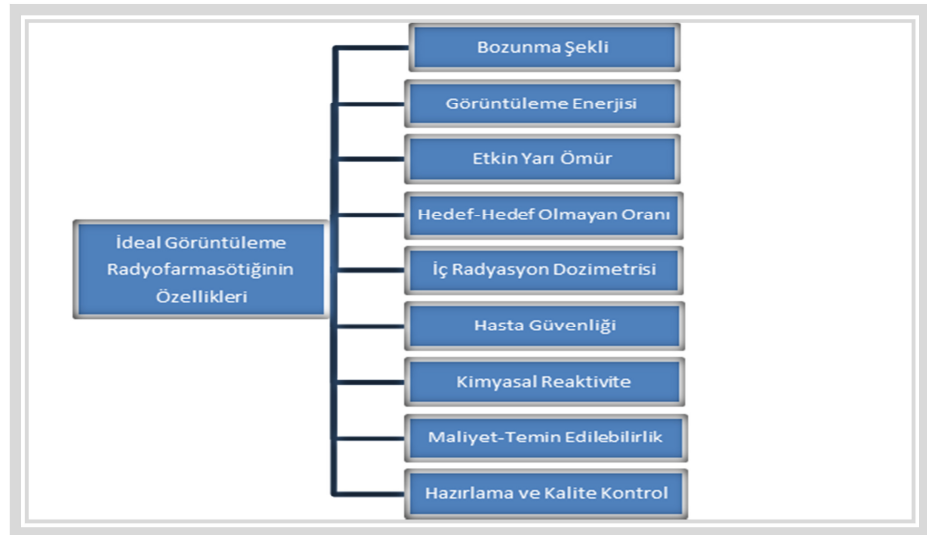 Bozunma Şekli
Görüntüleme Enerjisi
Etkin Yarı Ömür
Hedef-Hedef Olmayan Oranı
İdeal Görüntüleme
Radyofarmasötiğinin
Özellikleri
İç Radyasyon Dozimetrisi
Hasta Güvenliği
Kimyasal Reaktivite
Maliyet-Temin Edilebilirlik
Hazırlama ve Kalite Kontrol